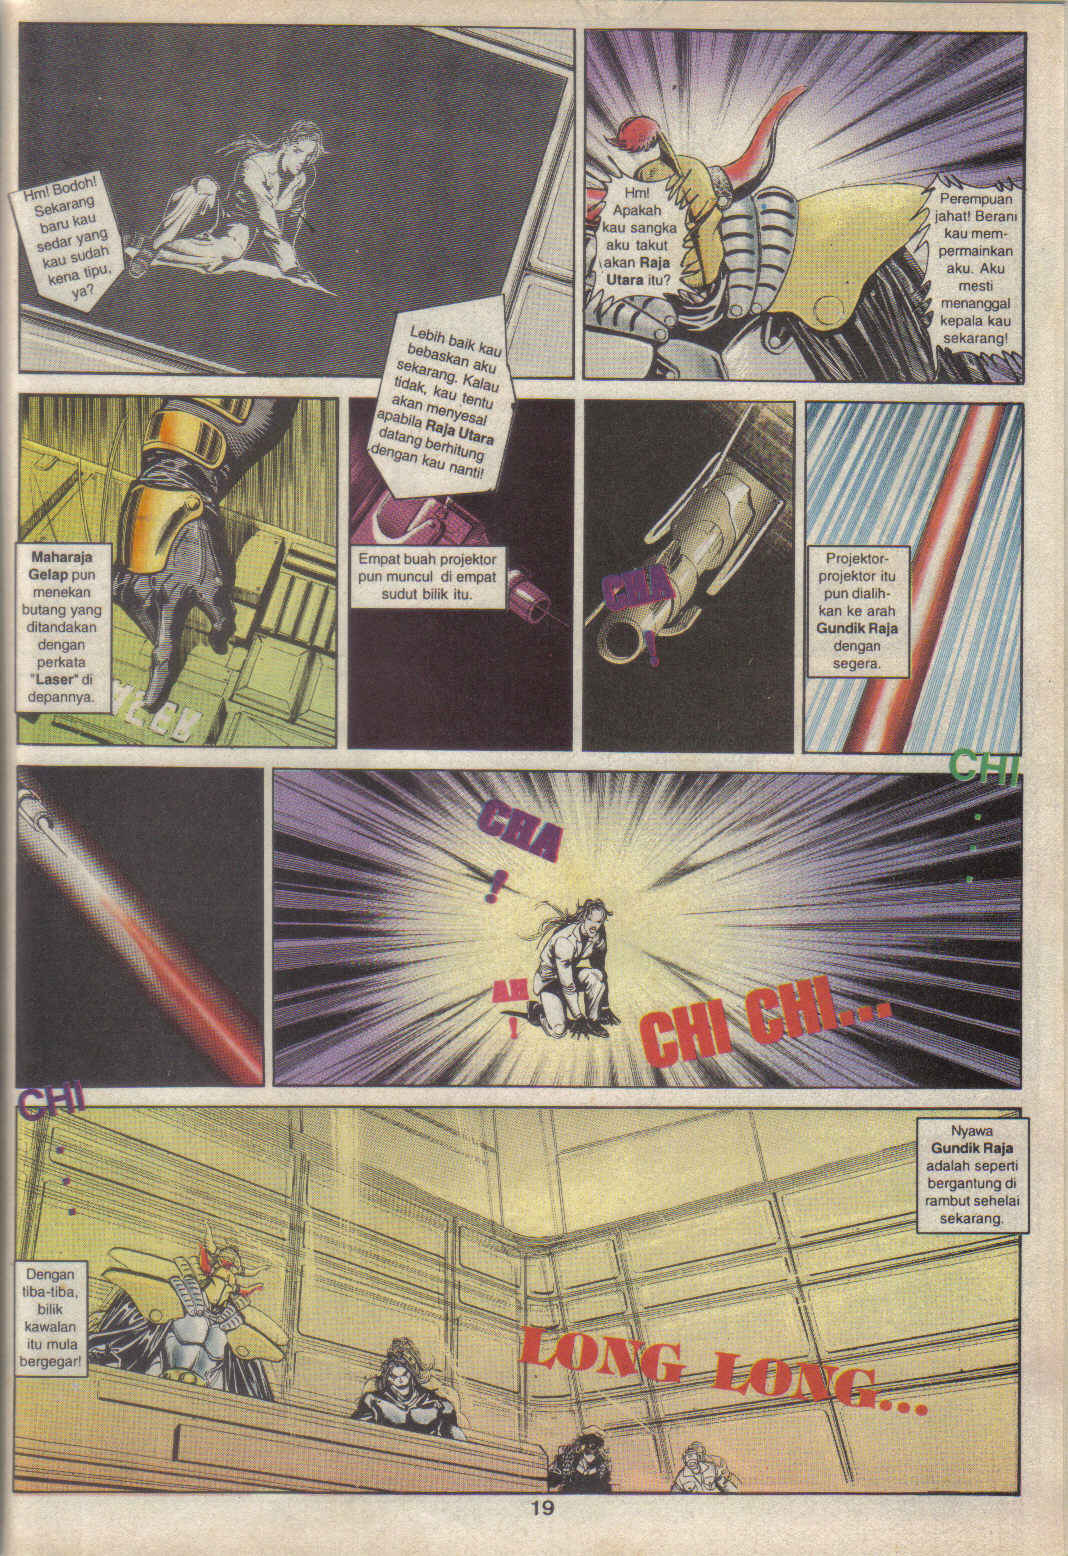 Hm! Bodoh!
Sekarang
baru kau
sedar yang
kau sudah
kena tipu,
ya?
Lebih baik kau
bebaskan aku
sekarang. Kalau
tidak, kau tentu
akan menyesal
apabila Raja Utara
datang berhitung
dengan kau nanti!
Hm!
Apakah
kau sangka
aku takut
akan Raja
Utara itu?
Perempuan
jahat! Berani
kau mem-
permainkan
aku. Aku
mesti
menanggal
kepala kau
sekarang!
Maharaja
Gelap pun
menekan
butang yang
ditandakan
dengan
perkata
"Laser" di
depannya.
Empat buah projektor
pun muncul di empat
sudut bilik itu.
CHA
!
Projektor-
projektor itu
pun dialih-
kan ke arah
Gundik Raja
dengan
segera.
CHI
...
CHA
!
AH
!
CHI CHI...
CHI
...
Nyawa
Gundik Raja
adalah seperti
bergantung di
rambut sehelai
sekarang.
Dengan
tiba-tiba,
bilik
kawalan
itu mula
bergegar!
LONG LONG...
19